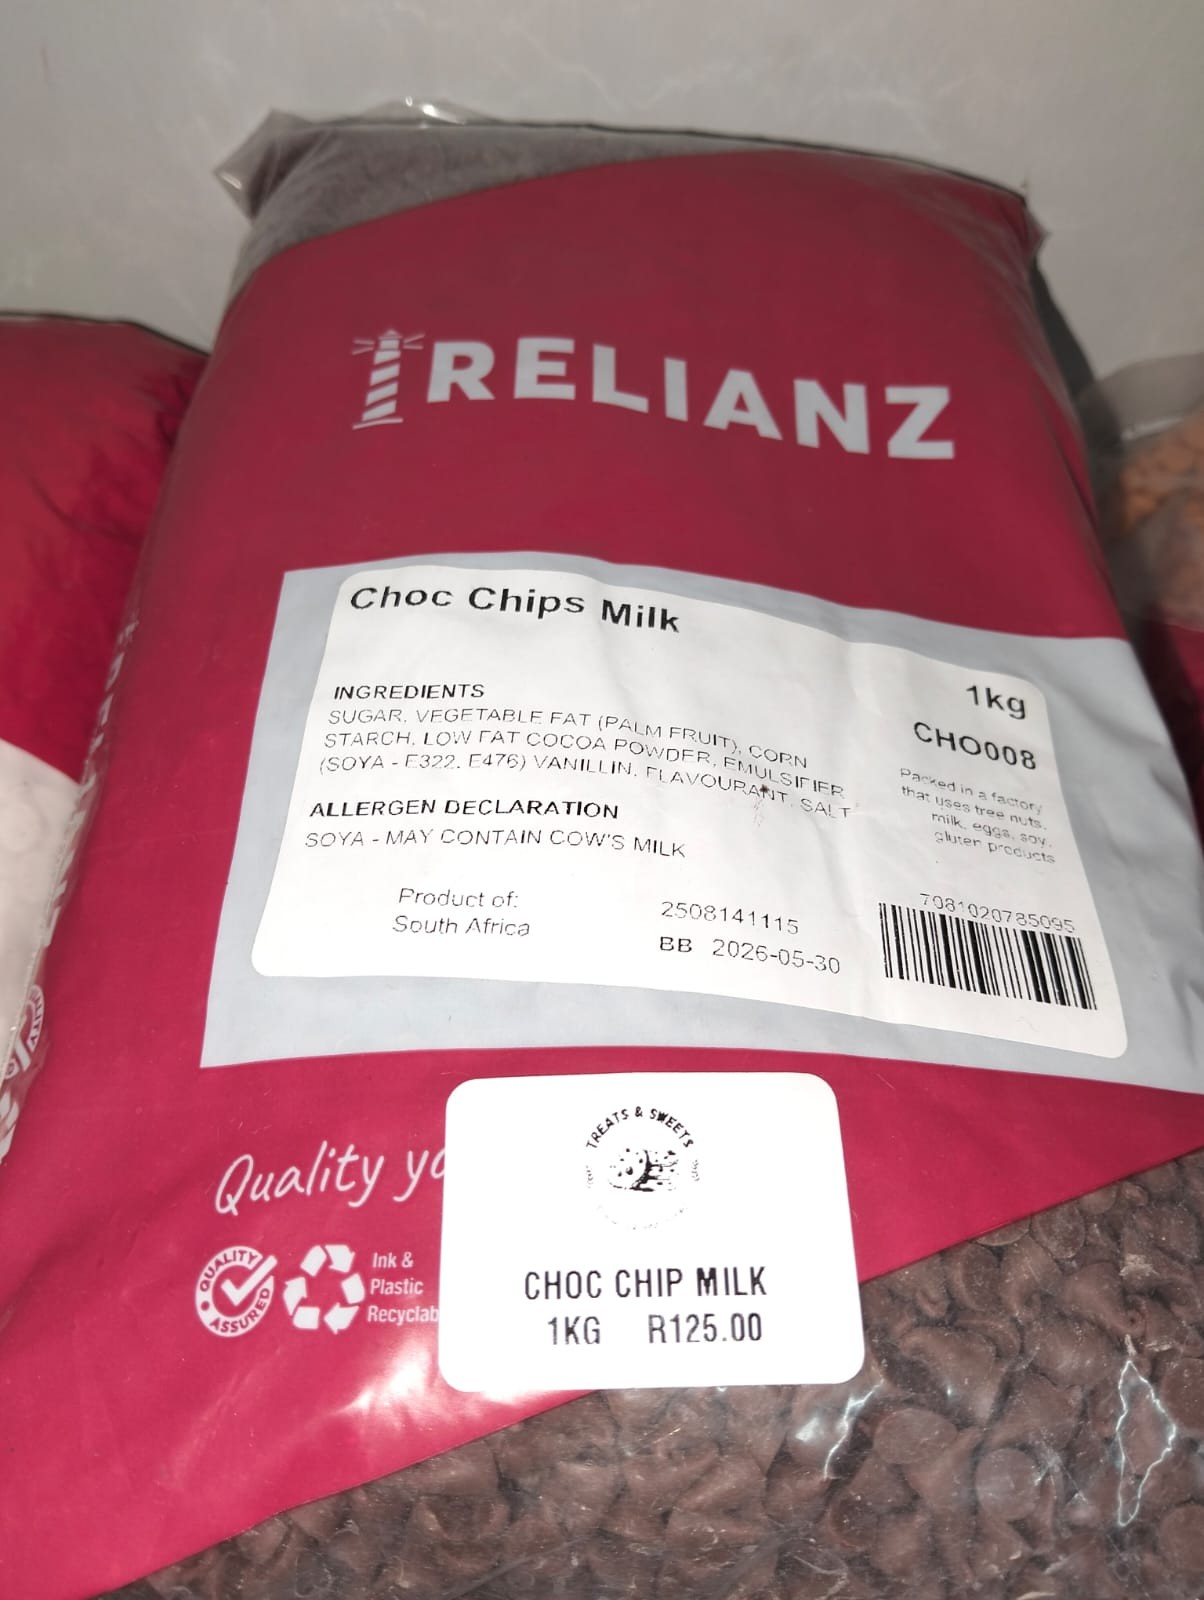 RELIANZ
Choc Chips Milk
1kg
CHO008
INGREDIENTS
SUGAR, VEGETABLE FAT (PALM FRUIT), CORN
STARCH, LOW FAT COCOA POWDER, EMULSIFIER
(SOYA - E322, E476) VANILLIN, FLAVOURANT, SALT
Packed in a factory
that uses tree nuts,
milk, eggs, soy,
gluten products
ALLERGEN DECLARATION
SOYA - MAY CONTAIN COW'S MILK
Product of:
South Africa
2508141115
BB 2026-05-30
7081020785095
Quality
QUALITY
ASSURED
Ink &
Plastic
Recyclab
TREATS & SWEETS
CHOC CHIP MILK
1KG R125.00